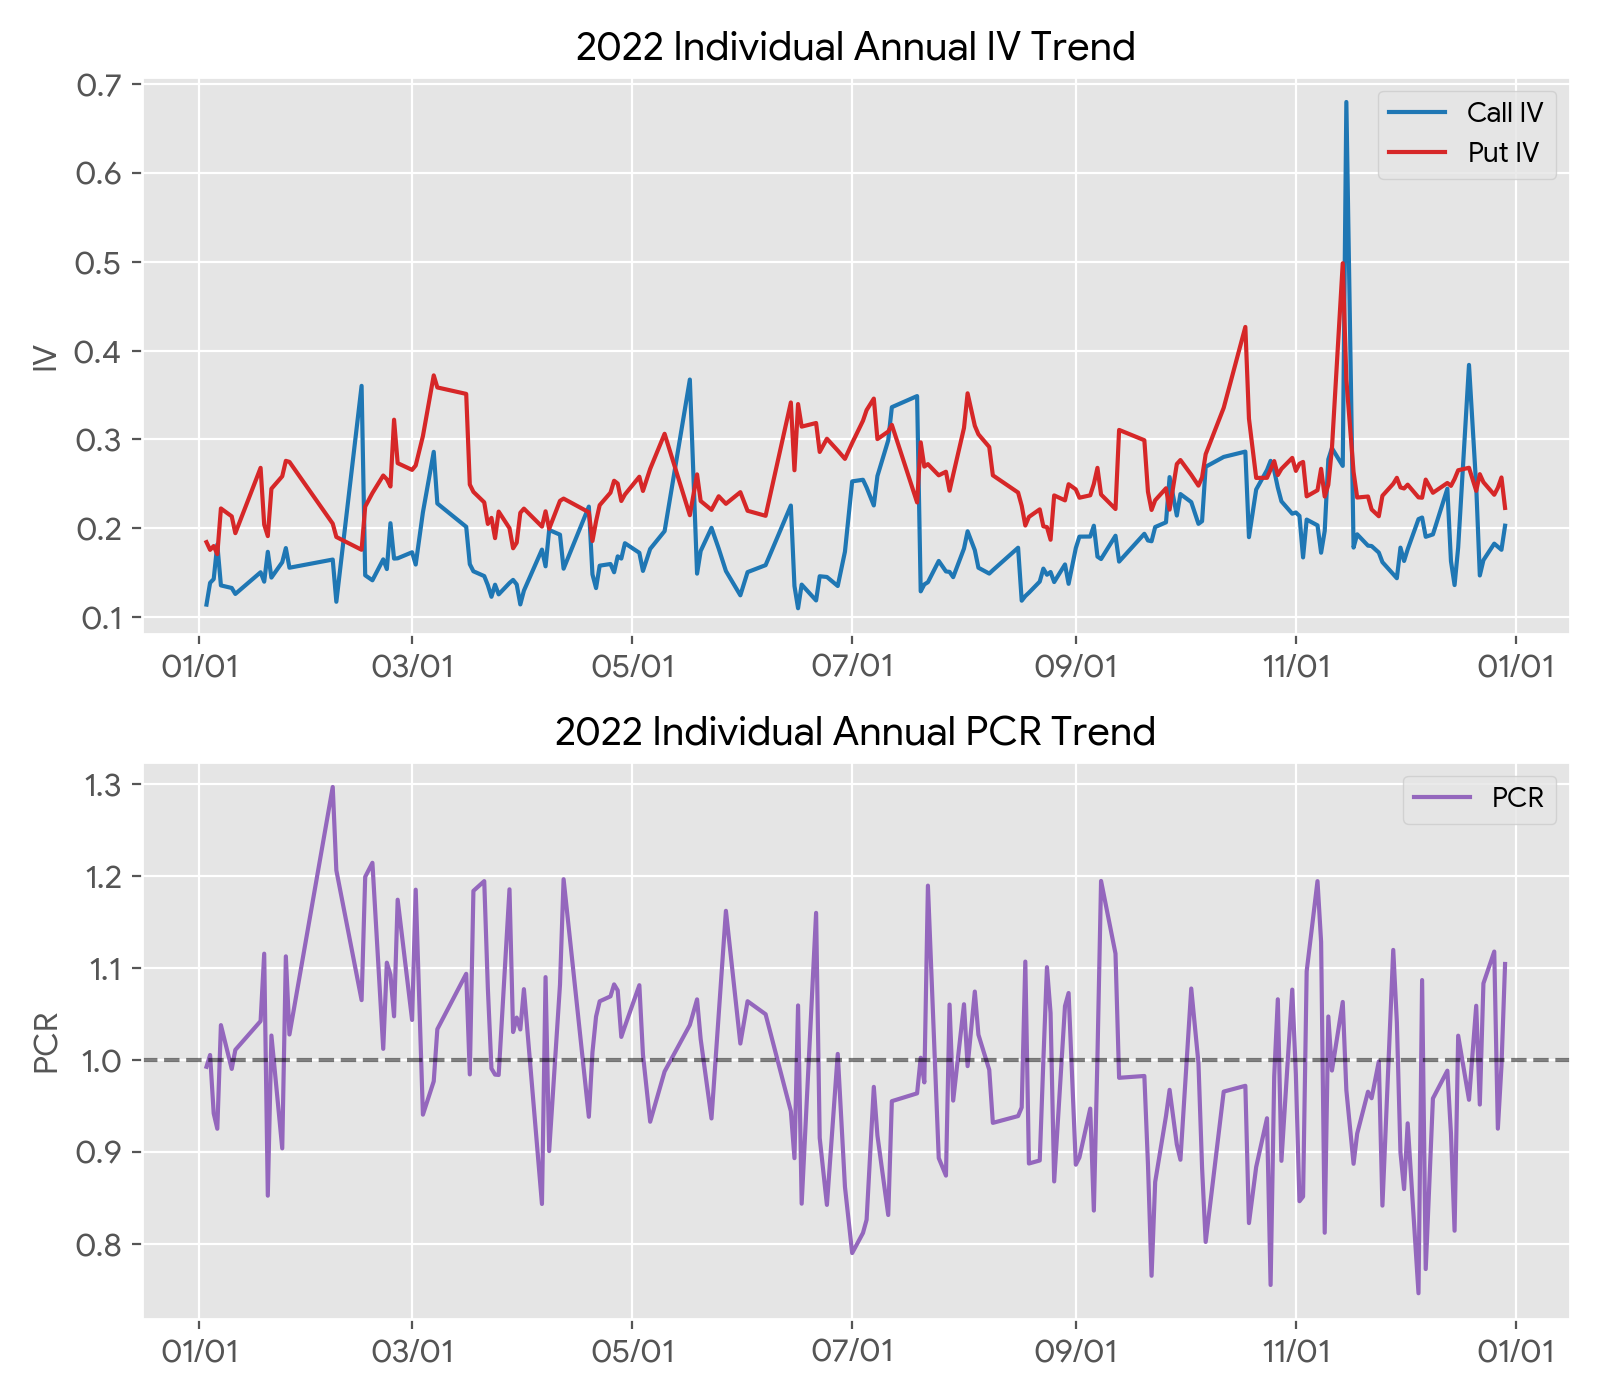 2022 Individual Annual IV Trend
0.7
0.6
0.5
0.4
0.3
0.2
0.1
IV
Call IV
Put IV
01/01 03/01 05/01 07/01 09/01 11/01 01/01
2022 Individual Annual PCR Trend
1.3
1.2
1.1
1.0
0.9
0.8
PCR
PCR
01/01 03/01 05/01 07/01 09/01 11/01 01/01